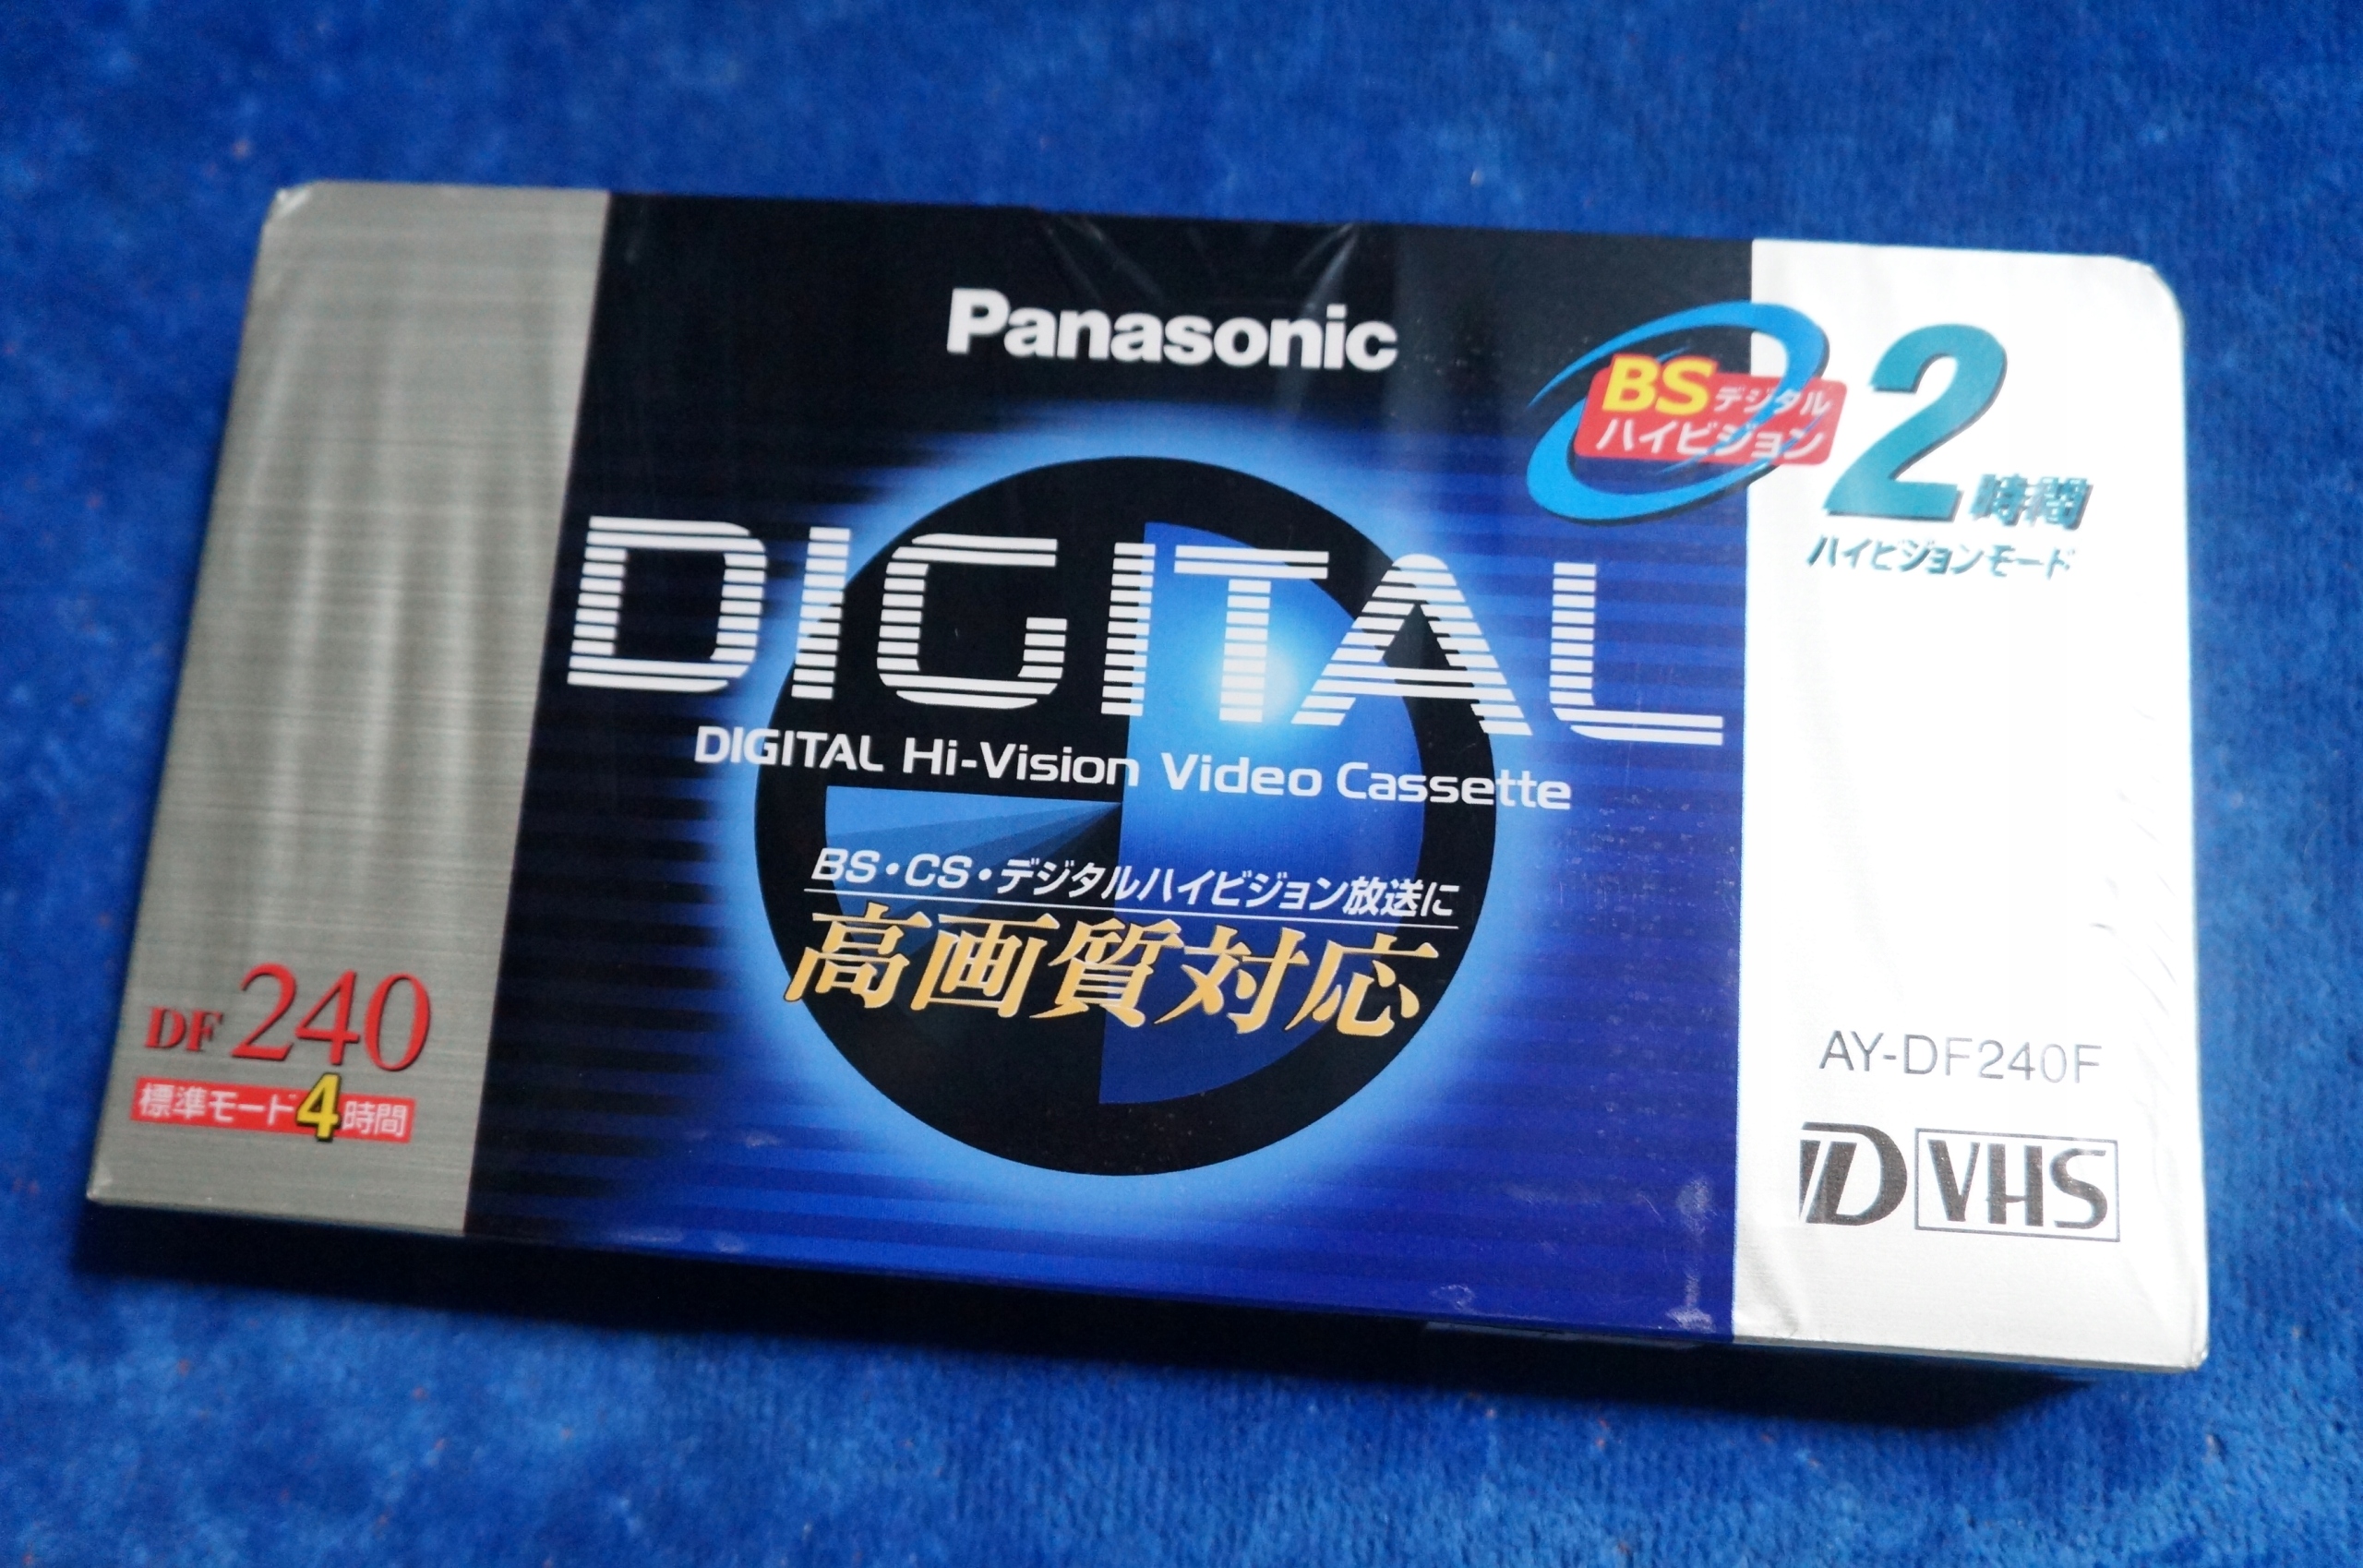 Panasonic
BSデジタル
ハイビジョン
2時間
ハイビジョンモード
DIGITAL
DIGITAL Hi-Vision Video Cassette
BS・CS・デジタルハイビジョン放送に
高画質対応
DF 240
標準モード4時間
AY-DF240F
D VHS